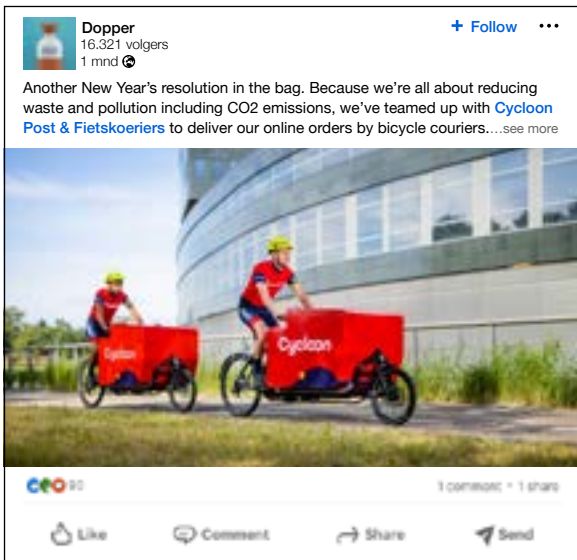 Dopper
+ Follow
16.321 volgers
1 mnd
Another New Year’s resolution in the bag. Because we’re all about reducing
waste and pollution including CO2 emissions, we’ve teamed up with Cycloon
Post & Fietskoeriers to deliver our online orders by bicycle couriers....see more
Cycloon
Cycloon
90
1 comment • 1 share
Like
Comment
Share
Send